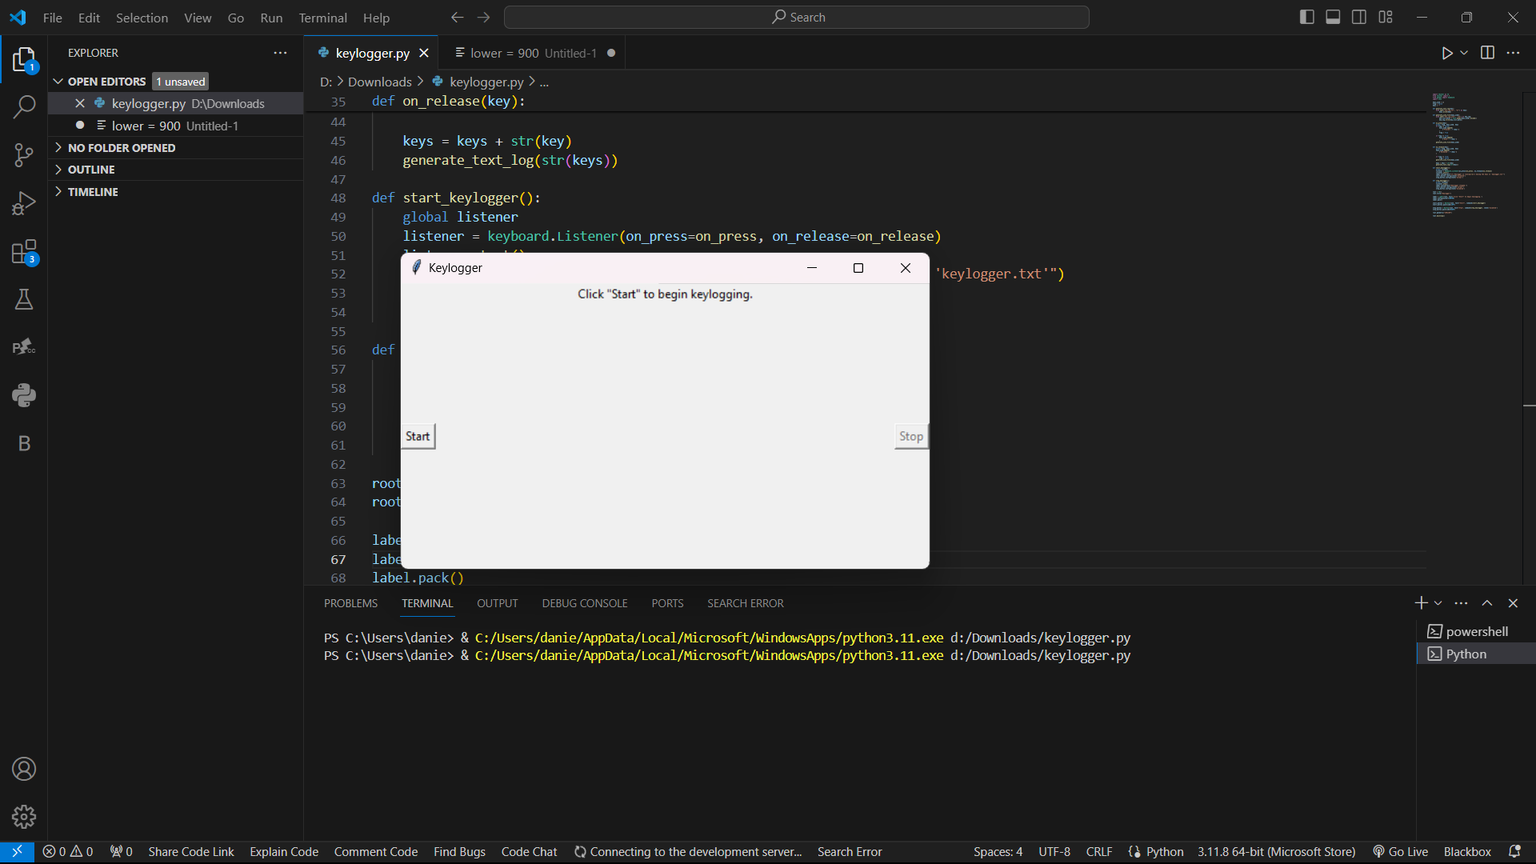 File Edit Selection View Go Run Terminal Help
Search
EXPLORER
OPEN EDITORS 1 unsaved
keylogger.py D:\Downloads
lower = 900 Untitled-1
NO FOLDER OPENED
OUTLINE
TIMELINE
1
3
B
keylogger.py
lower = 900 Untitled-1
D: > Downloads > keylogger.py > ...
35 def on_release(key):
44
45 keys = keys + str(key)
46 generate_text_log(str(keys))
47
48 def start_keylogger():
49 global listener
50 listener = keyboard.Listener(on_press=on_press, on_release=on_release)
51
52 'keylogger.txt'")
53
54
55
56 def
57
58
59
60
61
62
63 root
64 root
65
66 labe
67 labe
68 label.pack()
Keylogger
Click "Start" to begin keylogging.
Start Stop
PROBLEMS TERMINAL OUTPUT DEBUG CONSOLE PORTS SEARCH ERROR
PS C:\Users\danie> & C:/Users/danie/AppData/Local/Microsoft/WindowsApps/python3.11.exe d:/Downloads/keylogger.py
PS C:\Users\danie> & C:/Users/danie/AppData/Local/Microsoft/WindowsApps/python3.11.exe d:/Downloads/keylogger.py
powershell
Python
0 0 0 Share Code Link Explain Code Comment Code Find Bugs Code Chat Connecting to the development server... Search Error Spaces: 4 UTF-8 CRLF Python 3.11.8 64-bit (Microsoft Store) Go Live Blackbox